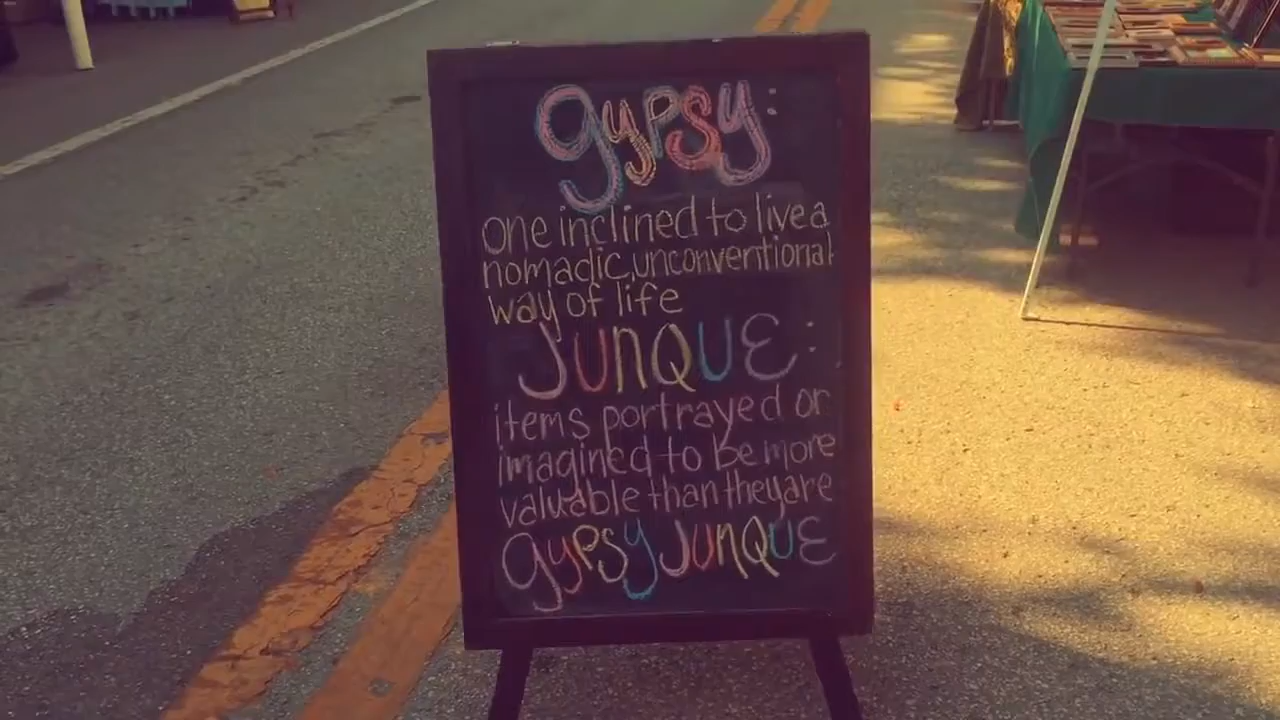 gypsy:
one inclined to live a
nomadic, unconventional
way of life
JUNQUE:
items portrayed or
imagined to be more
valuable than they are
gypsy JUNQUE